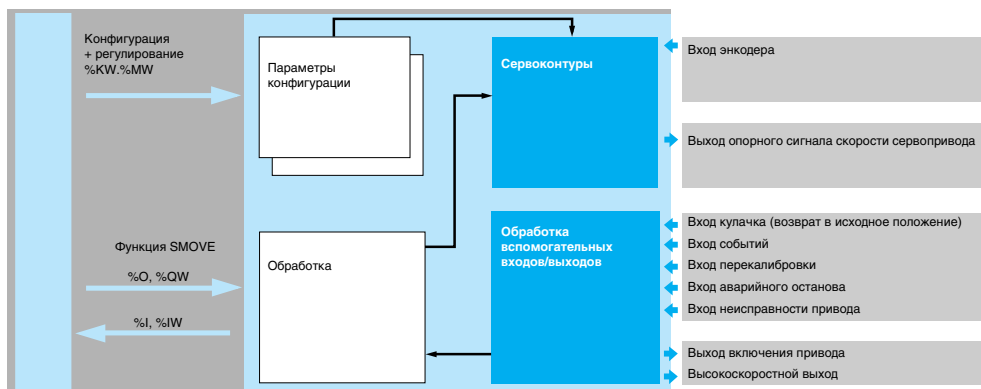 Конфигурация
+ регулирование
%KW.%MW
Параметры
конфигурации
Сервоконтуры
Вход энкодера
Выход опорного сигнала скорости сервопривода
Функция SMOVE
%O, %QW
%I, %IW
Обработка
Обработка
вспомогательных
входов/выходов
Вход кулачка (возврат в исходное положение)
Вход событий
Вход перекалибровки
Вход аварийного останова
Вход неисправности привода
Выход включения привода
Высокоскоростной выход